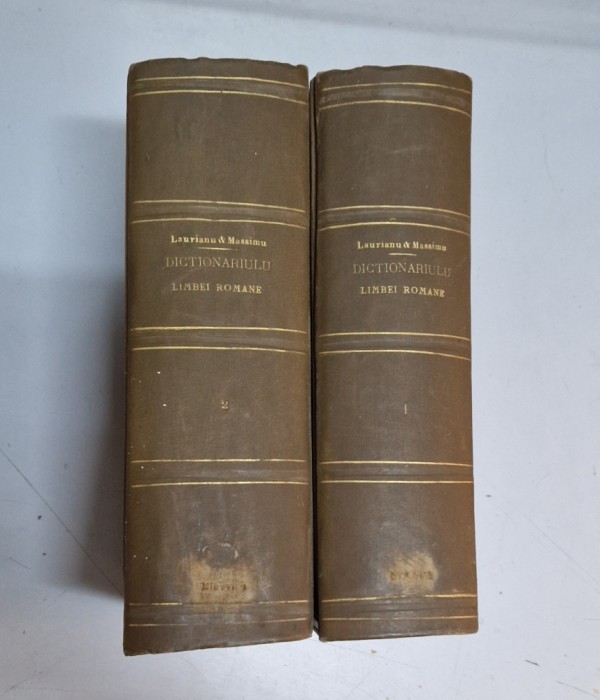 Laurianu & Massimu
DICTIONARIULU
LIMBEI ROMANE
2
Laurianu & Massimu
DICTIONARIULU
LIMBEI ROMANE
1